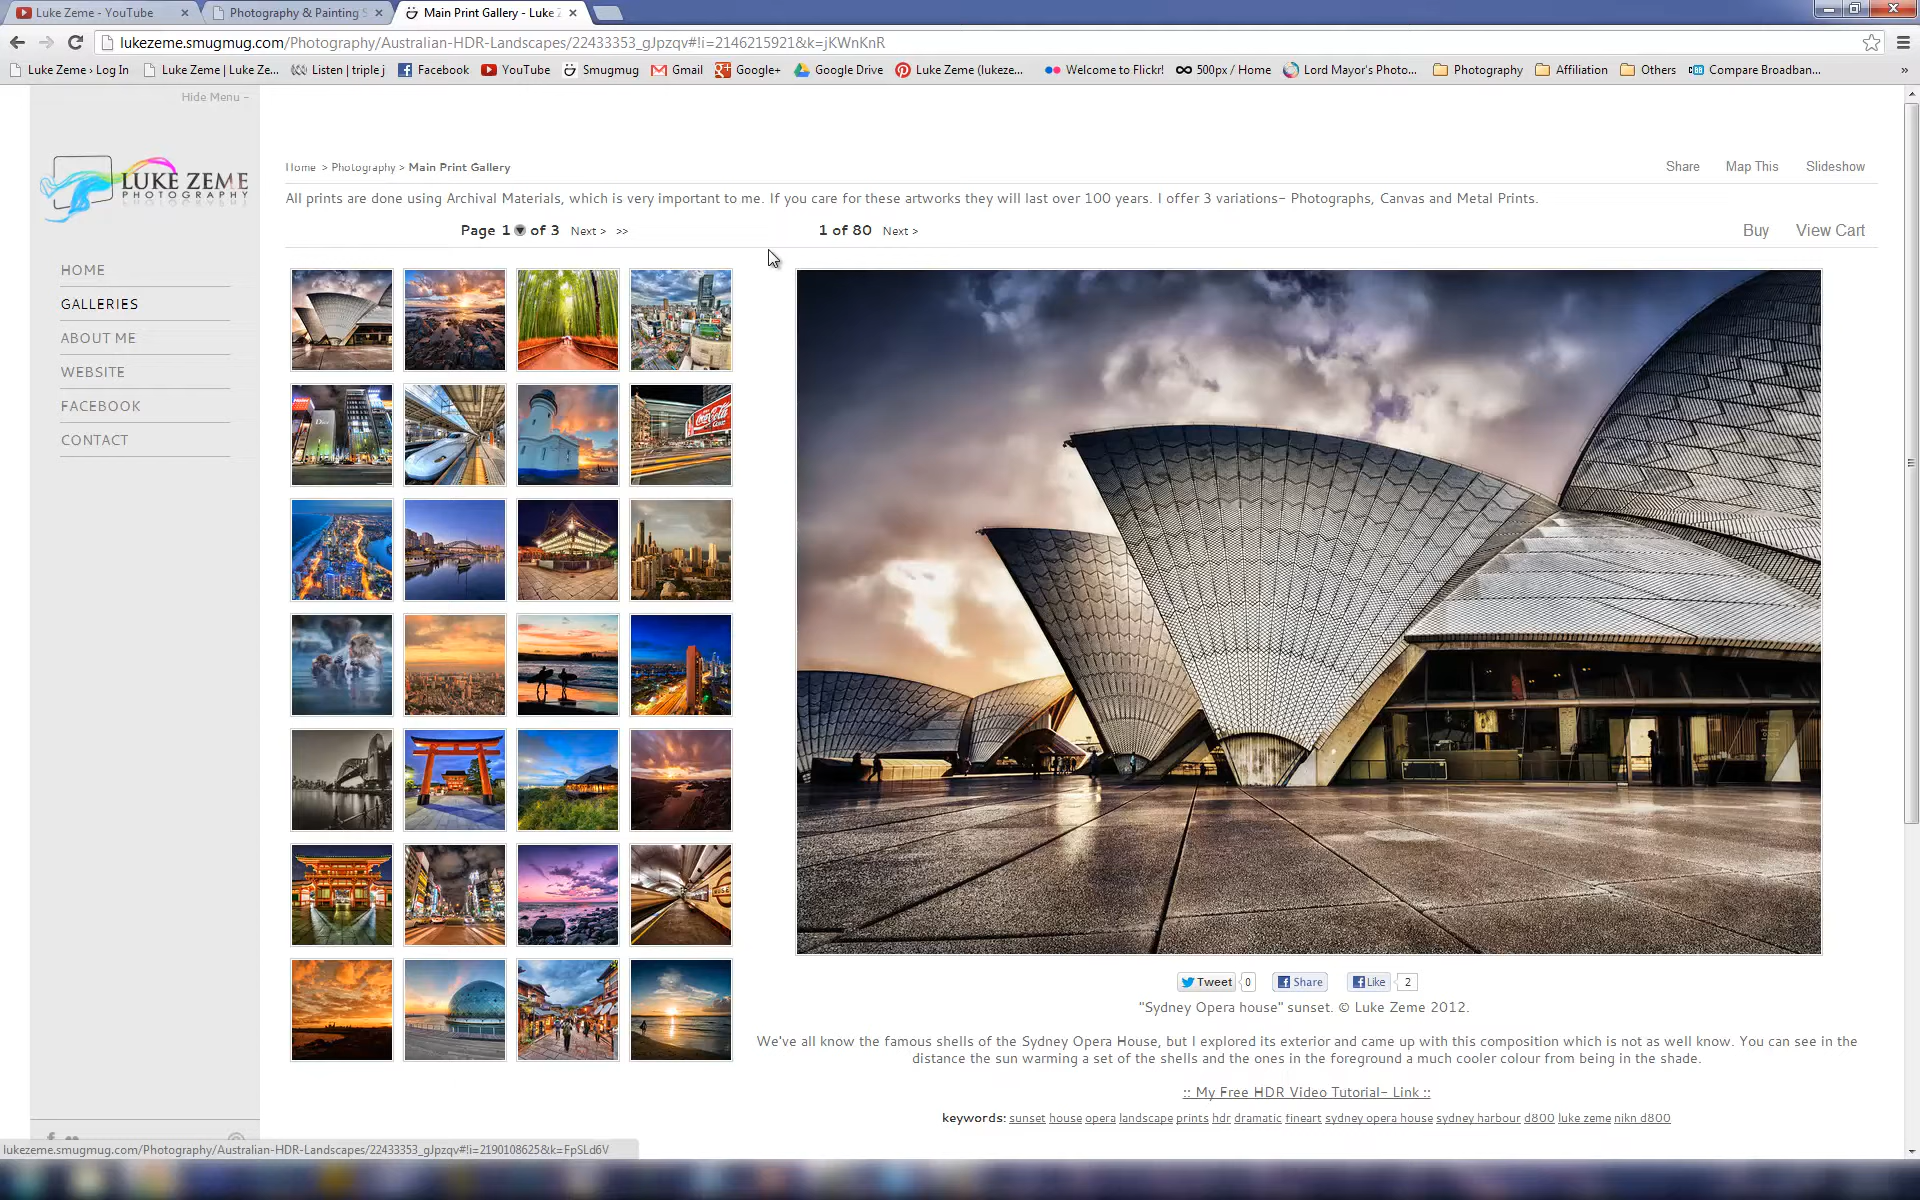 Luke Zeme - YouTube
Photography & Painting S
Main Print Gallery - Luke Z
lukezeme.smugmug.com/Photography/Australian-HDR-Landscapes/22433353_gJpzqv#!i=2146215921&k=jKWnKnR
Luke Zeme › Log In
Luke Zeme | Luke Ze...
Listen | triple j
Facebook
YouTube
Smugmug
Gmail
Google+
Google Drive
Luke Zeme (lukeze...
Welcome to Flickr!
500px / Home
Lord Mayor's Photo...
Photography
Affiliation
Others
Compare Broadban...
»
Hide Menu –
LUKE ZEME
PHOTOGRAPHY
HOME
GALLERIES
ABOUT ME
WEBSITE
FACEBOOK
CONTACT
Home > Photography > Main Print Gallery
Share
Map This
Slideshow
All prints are done using Archival Materials, which is very important to me. If you care for these artworks they will last over 100 years. I offer 3 variations– Photographs, Canvas and Metal Prints.
Page 1 of 3 Next > >>
1 of 80 Next >
Buy
View Cart
Dior
Coca-Cola
Tweet 0
Share
Like 2
"Sydney Opera house" sunset. © Luke Zeme 2012.
We've all know the famous shells of the Sydney Opera House, but I explored its exterior and came up with this composition which is not as well know. You can see in the
distance the sun warming a set of the shells and the ones in the foreground a much cooler colour from being in the shade.
:: My Free HDR Video Tutorial– Link ::
keywords: sunset house opera landscape prints hdr dramatic fineart sydney opera house sydney harbour d800 luke zeme nikn d800
lukezeme.smugmug.com/Photography/Australian-HDR-Landscapes/22433353_gJpzqv#!i=2190108625&k=FpSLd6V